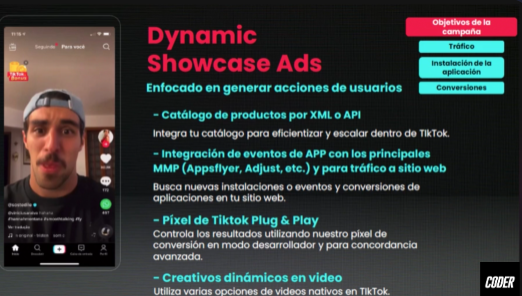 Dynamic
Showcase Ads
Enfocado en generar acciones de usuarios
- Catálogo de productos por XML o API
Integra tu catálogo para eficientizar y escalar dentro de TikTok.
- Integración de eventos de APP con los principales
MMP (Appsflyer, Adjust, etc.) y para tráfico a sitio web
Busca nuevas instalaciones o eventos y conversiones de
aplicaciones en tu sitio web.
- Píxel de Tiktok Plug & Play
Controla los resultados utilizando nuestro píxel de
conversión en modo desarrollador y para concordancia
avanzada.
- Creativos dinámicos en video
Utiliza varias opciones de videos nativos en TikTok.
Objetivos de la
campaña
Tráfico
Instalación de la
aplicación
Conversiones
Para você
CODER